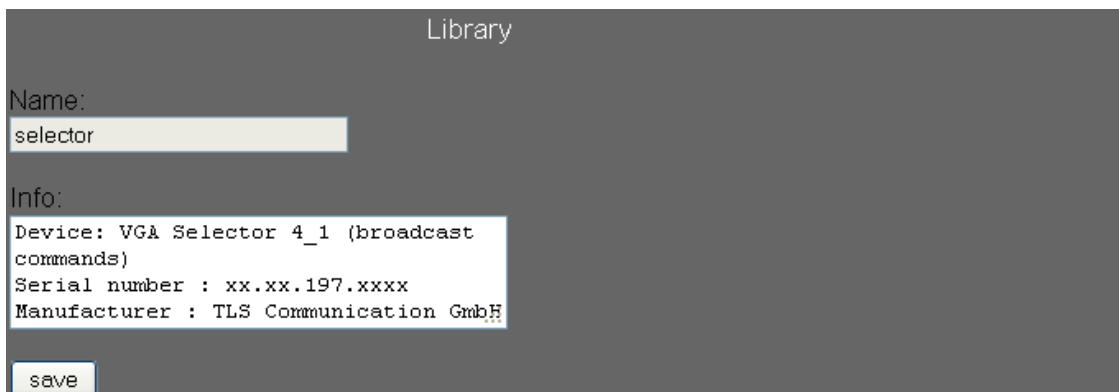 Library
Name:
selector
Info:
Device: VGA Selector 4_1 (broadcast
commands)
Serial number : xx.xx.197.xxxx
Manufacturer : TLS Communication GmbH
save